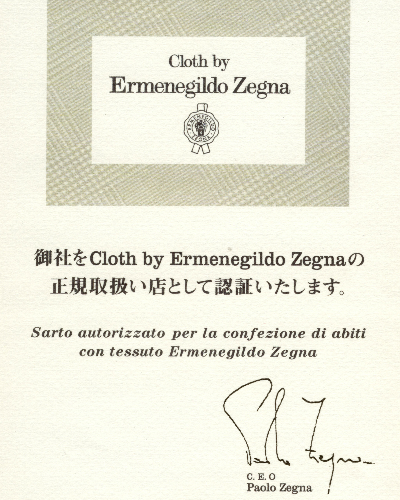 Cloth by
Ermenegildo Zegna
御社をCloth by Ermenegildo Zegnaの
正規取扱い店として認証いたします。
Sarto autorizzato per la confezione di abiti
con tessuto Ermenegildo Zegna
C. E. O
Paolo Zegna